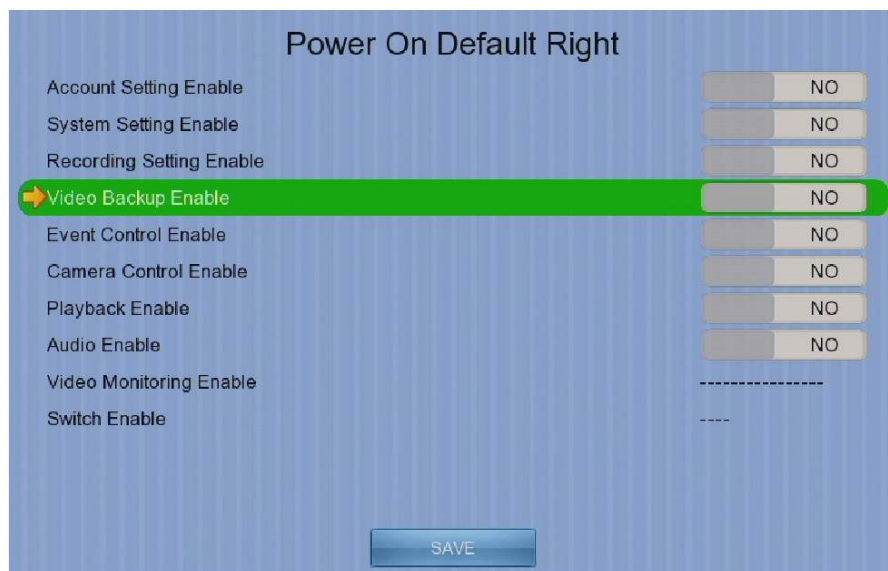 Power On Default Right
Account Setting Enable NO
System Setting Enable NO
Recording Setting Enable NO
Video Backup Enable NO
Event Control Enable NO
Camera Control Enable NO
Playback Enable NO
Audio Enable NO
Video Monitoring Enable ----------------
Switch Enable ----
SAVE